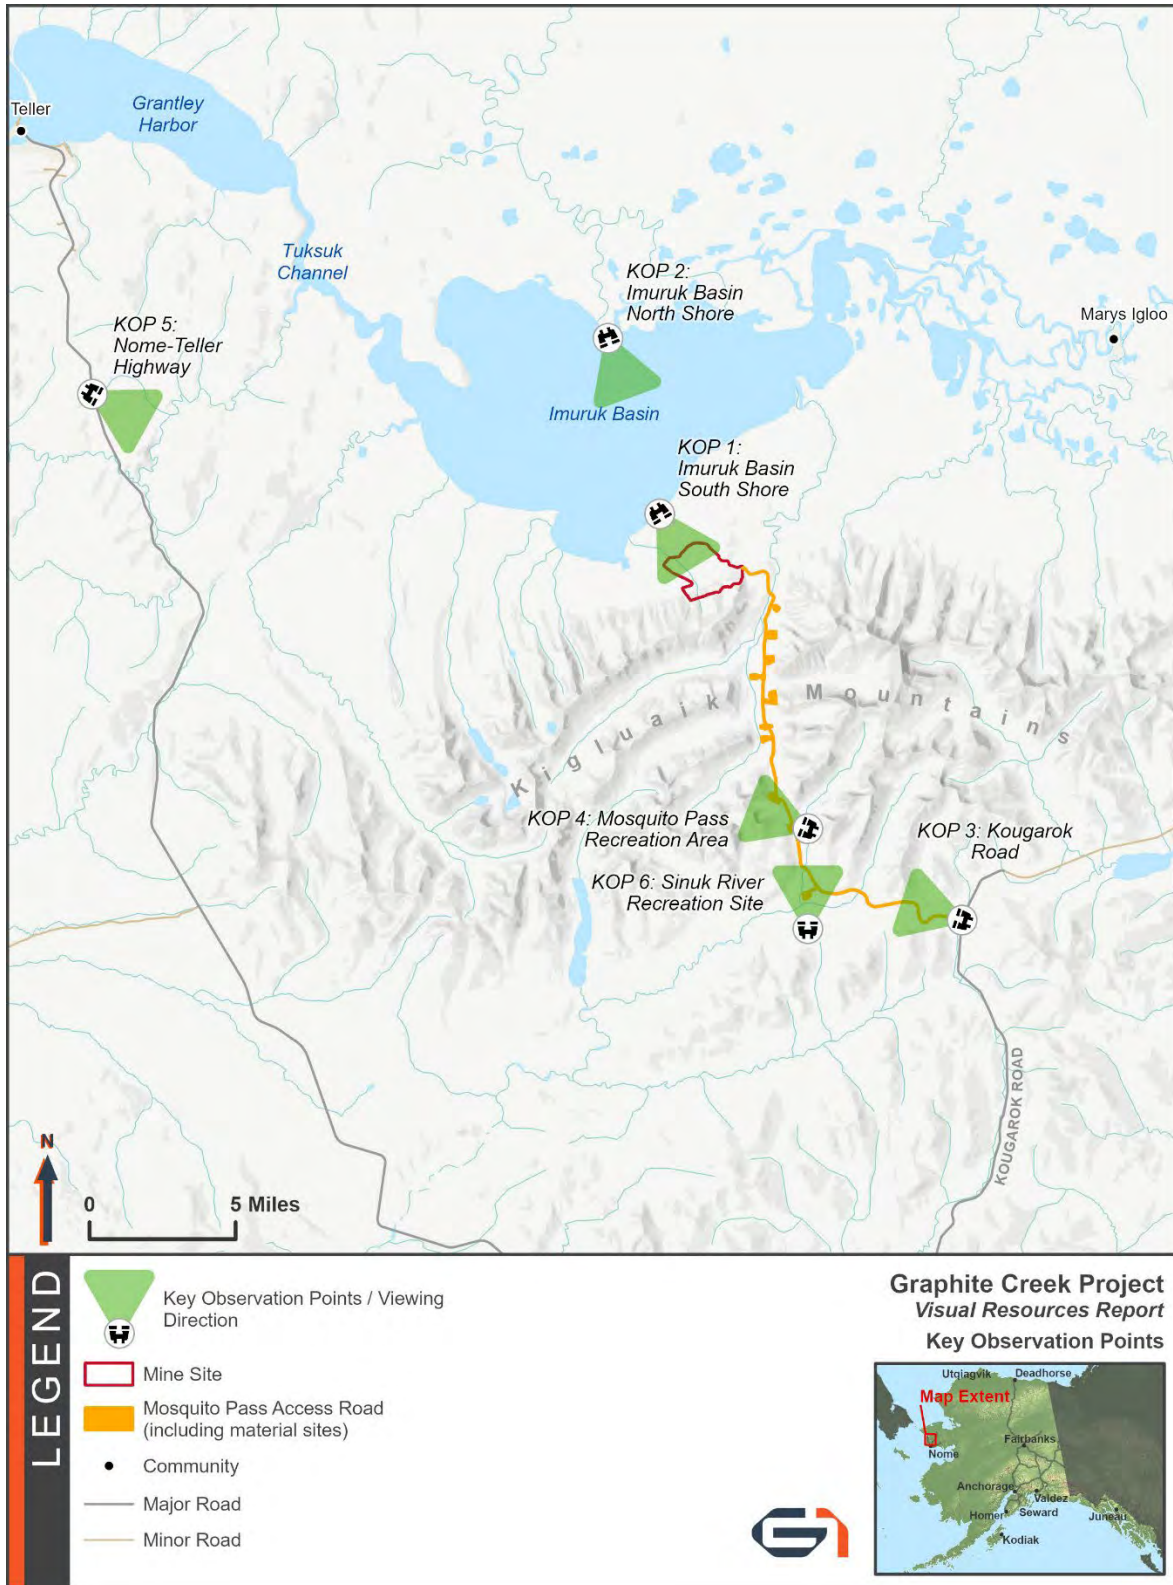 Teller
Grantley
Harbor
Tuksuk
Channel
KOP 2:
Imuruk Basin
North Shore
Marys Igloo
KOP 5:
Nome-Teller
Highway
Imuruk Basin
KOP 1:
Imuruk Basin
South Shore
Kigluaik Mountains
KOP 4: Mosquito Pass
Recreation Area
KOP 3: Kougarok
Road
KOP 6: Sinuk River
Recreation Site
KOUGAROK ROAD
N
0 5 Miles
LEGEND
Key Observation Points / Viewing
Direction
Mine Site
Mosquito Pass Access Road
(including material sites)
Community
Major Road
Minor Road
Graphite Creek Project
Visual Resources Report
Key Observation Points
Utqiagvik
Deadhorse
Map Extent
Nome
Fairbanks
Anchorage
Valdez
Homer
Seward
Juneau
Kodiak
G1